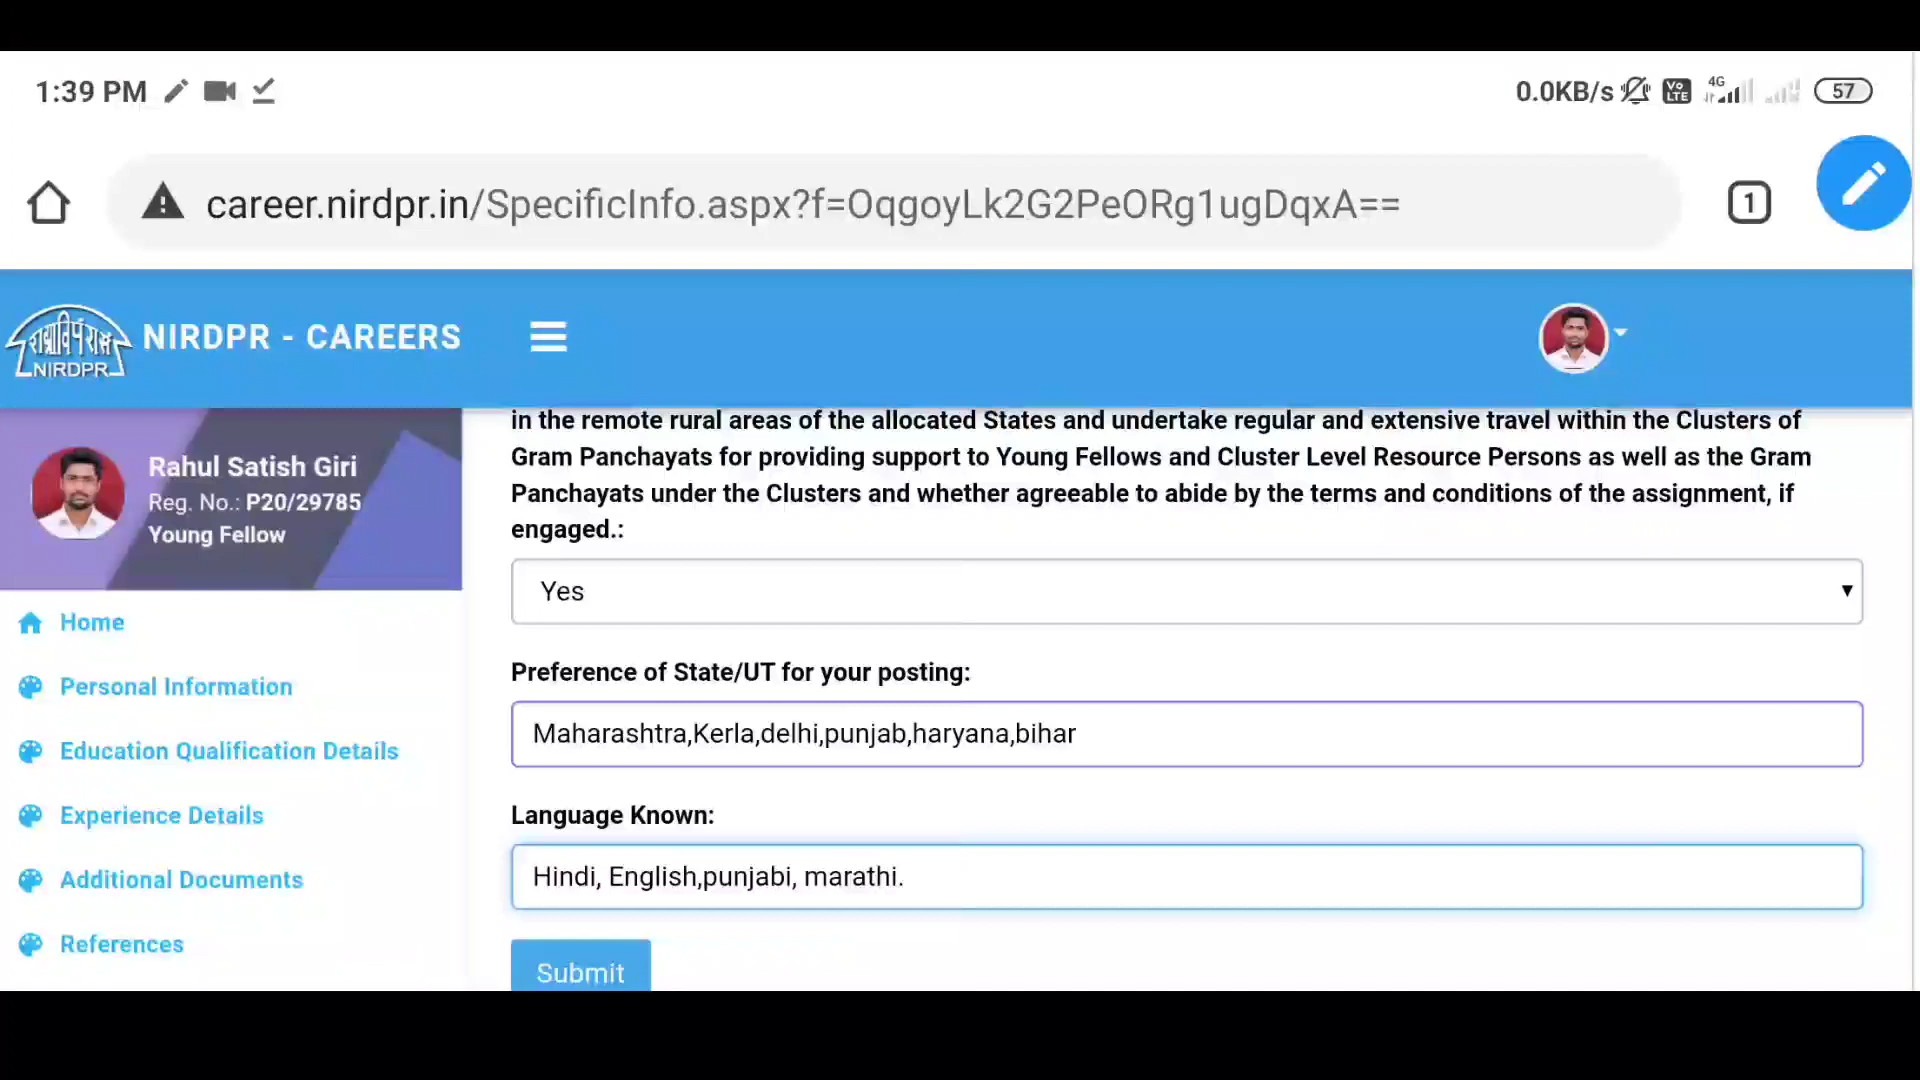 1:39 PM
0.0KB/s
Vo
LTE
4G
57
career.nirdpr.in/SpecificInfo.aspx?f=OqgoyLk2G2PeORg1ugDqxA==
1
NIRDPR
NIRDPR - CAREERS
Rahul Satish Giri
Reg. No.: P20/29785
Young Fellow
Home
Personal Information
Education Qualification Details
Experience Details
Additional Documents
References
in the remote rural areas of the allocated States and undertake regular and extensive travel within the Clusters of
Gram Panchayats for providing support to Young Fellows and Cluster Level Resource Persons as well as the Gram
Panchayats under the Clusters and whether agreeable to abide by the terms and conditions of the assignment, if
engaged.:
Yes
Preference of State/UT for your posting:
Maharashtra,Kerla,delhi,punjab,haryana,bihar
Language Known:
Hindi, English,punjabi, marathi.
Submit